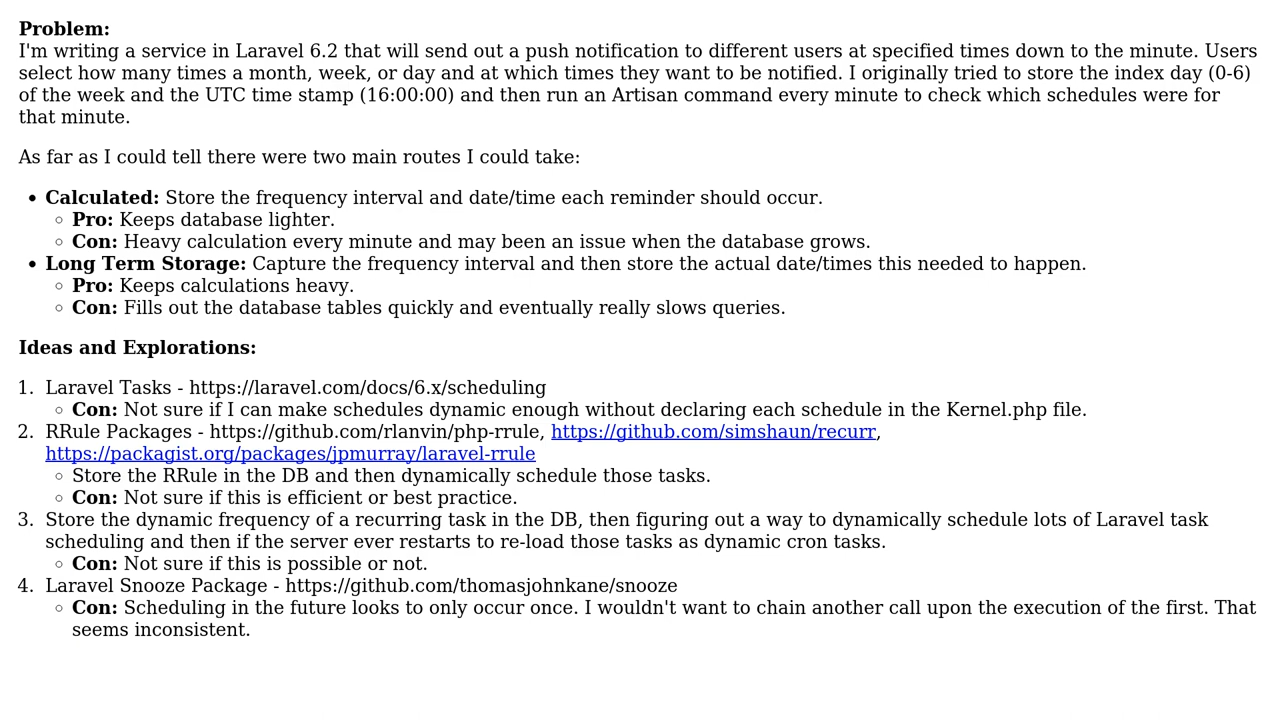 Problem:
I'm writing a service in Laravel 6.2 that will send out a push notification to different users at specified times down to the minute. Users
select how many times a month, week, or day and at which times they want to be notified. I originally tried to store the index day (0-6)
of the week and the UTC time stamp (16:00:00) and then run an Artisan command every minute to check which schedules were for
that minute.
As far as I could tell there were two main routes I could take:
• Calculated: Store the frequency interval and date/time each reminder should occur.
◦ Pro: Keeps database lighter.
◦ Con: Heavy calculation every minute and may been an issue when the database grows.
• Long Term Storage: Capture the frequency interval and then store the actual date/times this needed to happen.
◦ Pro: Keeps calculations heavy.
◦ Con: Fills out the database tables quickly and eventually really slows queries.
Ideas and Explorations:
1. Laravel Tasks - https://laravel.com/docs/6.x/scheduling
◦ Con: Not sure if I can make schedules dynamic enough without declaring each schedule in the Kernel.php file.
2. RRule Packages - https://github.com/rlanvin/php-rrule, https://github.com/simshaun/recurr,
https://packagist.org/packages/jpmurray/laravel-rrule
◦ Store the RRule in the DB and then dynamically schedule those tasks.
◦ Con: Not sure if this is efficient or best practice.
3. Store the dynamic frequency of a recurring task in the DB, then figuring out a way to dynamically schedule lots of Laravel task
scheduling and then if the server ever restarts to re-load those tasks as dynamic cron tasks.
◦ Con: Not sure if this is possible or not.
4. Laravel Snooze Package - https://github.com/thomasjohnkane/snooze
◦ Con: Scheduling in the future looks to only occur once. I wouldn't want to chain another call upon the execution of the first. That
seems inconsistent.